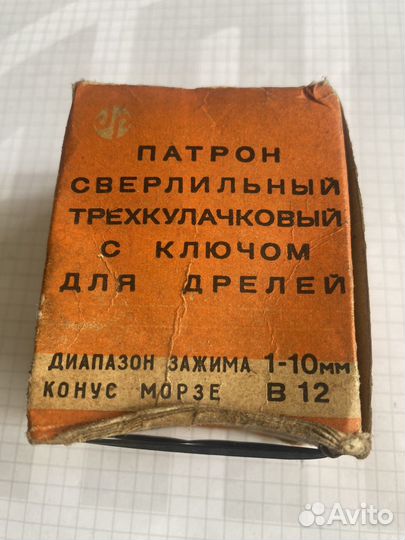 ПАТРОН
СВЕРЛИЛЬНЫЙ
ТРЕХКУЛАЧКОВЫЙ
С КЛЮЧОМ
ДЛЯ ДРЕЛЕЙ
ДИАПАЗОН ЗАЖИМА 1-10мм
КОНУС МОРЗЕ В 12
Avito